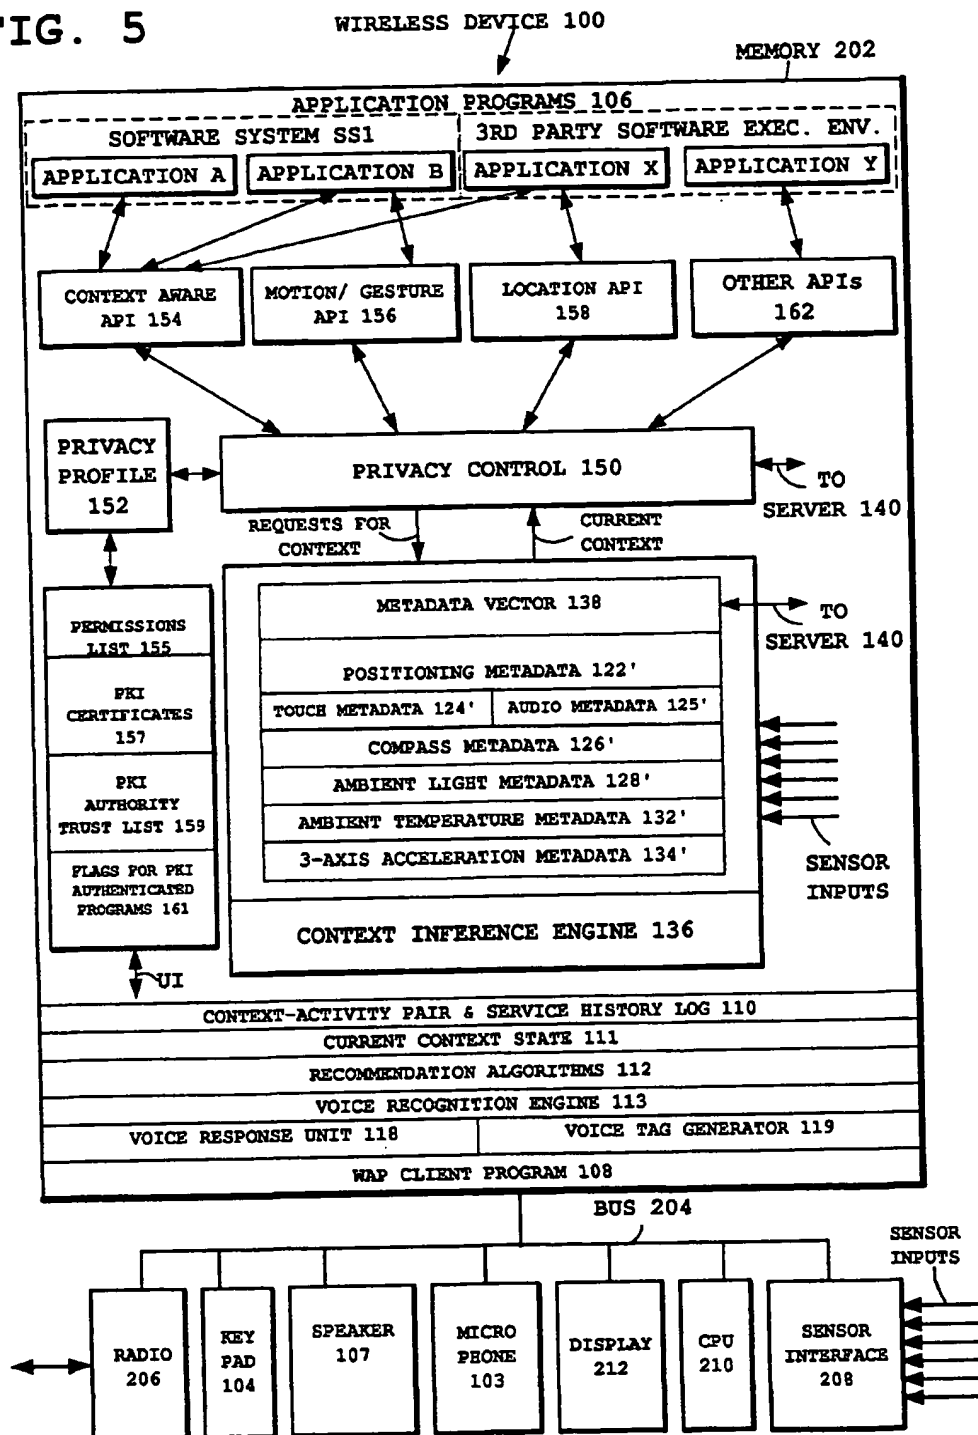 FIG. 5
WIRELESS DEVICE 100
MEMORY 202
APPLICATION PROGRAMS 106
SOFTWARE SYSTEM SS1
3RD PARTY SOFTWARE EXEC. ENV.
APPLICATION A
APPLICATION B
APPLICATION X
APPLICATION Y
CONTEXT AWARE
API 154
MOTION/ GESTURE
API 156
LOCATION API
158
OTHER APIs
162
PRIVACY
PROFILE
152
PRIVACY CONTROL 150
TO
SERVER 140
REQUESTS FOR
CONTEXT
CURRENT
CONTEXT
PERMISSIONS
LIST 155
PKI
CERTIFICATES
157
PKI
AUTHORITY
TRUST LIST 159
FLAGS FOR PKI
AUTHENTICATED
PROGRAMS 161
UI
METADATA VECTOR 138
TO
SERVER 140
POSITIONING METADATA 122'
TOUCH METADATA 124'
AUDIO METADATA 125'
COMPASS METADATA 126'
AMBIENT LIGHT METADATA 128'
AMBIENT TEMPERATURE METADATA 132'
3-AXIS ACCELERATION METADATA 134'
SENSOR
INPUTS
CONTEXT INFERENCE ENGINE 136
CONTEXT-ACTIVITY PAIR & SERVICE HISTORY LOG 110
CURRENT CONTEXT STATE 111
RECOMMENDATION ALGORITHMS 112
VOICE RECOGNITION ENGINE 113
VOICE RESPONSE UNIT 118
VOICE TAG GENERATOR 119
WAP CLIENT PROGRAM 108
BUS 204
SENSOR
INPUTS
RADIO
206
KEY
PAD
104
SPEAKER
107
MICRO
PHONE
103
DISPLAY
212
CPU
210
SENSOR
INTERFACE
208